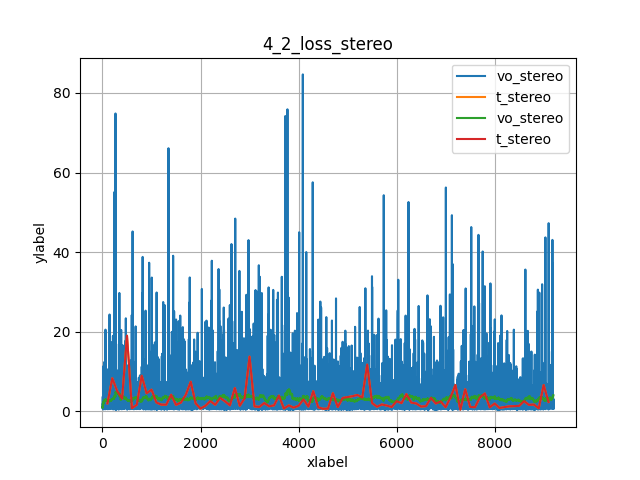 4_2_loss_stereo
vo_stereo
t_stereo
vo_stereo
t_stereo
ylabel
80
60
40
20
0
0 2000 4000 6000 8000
xlabel